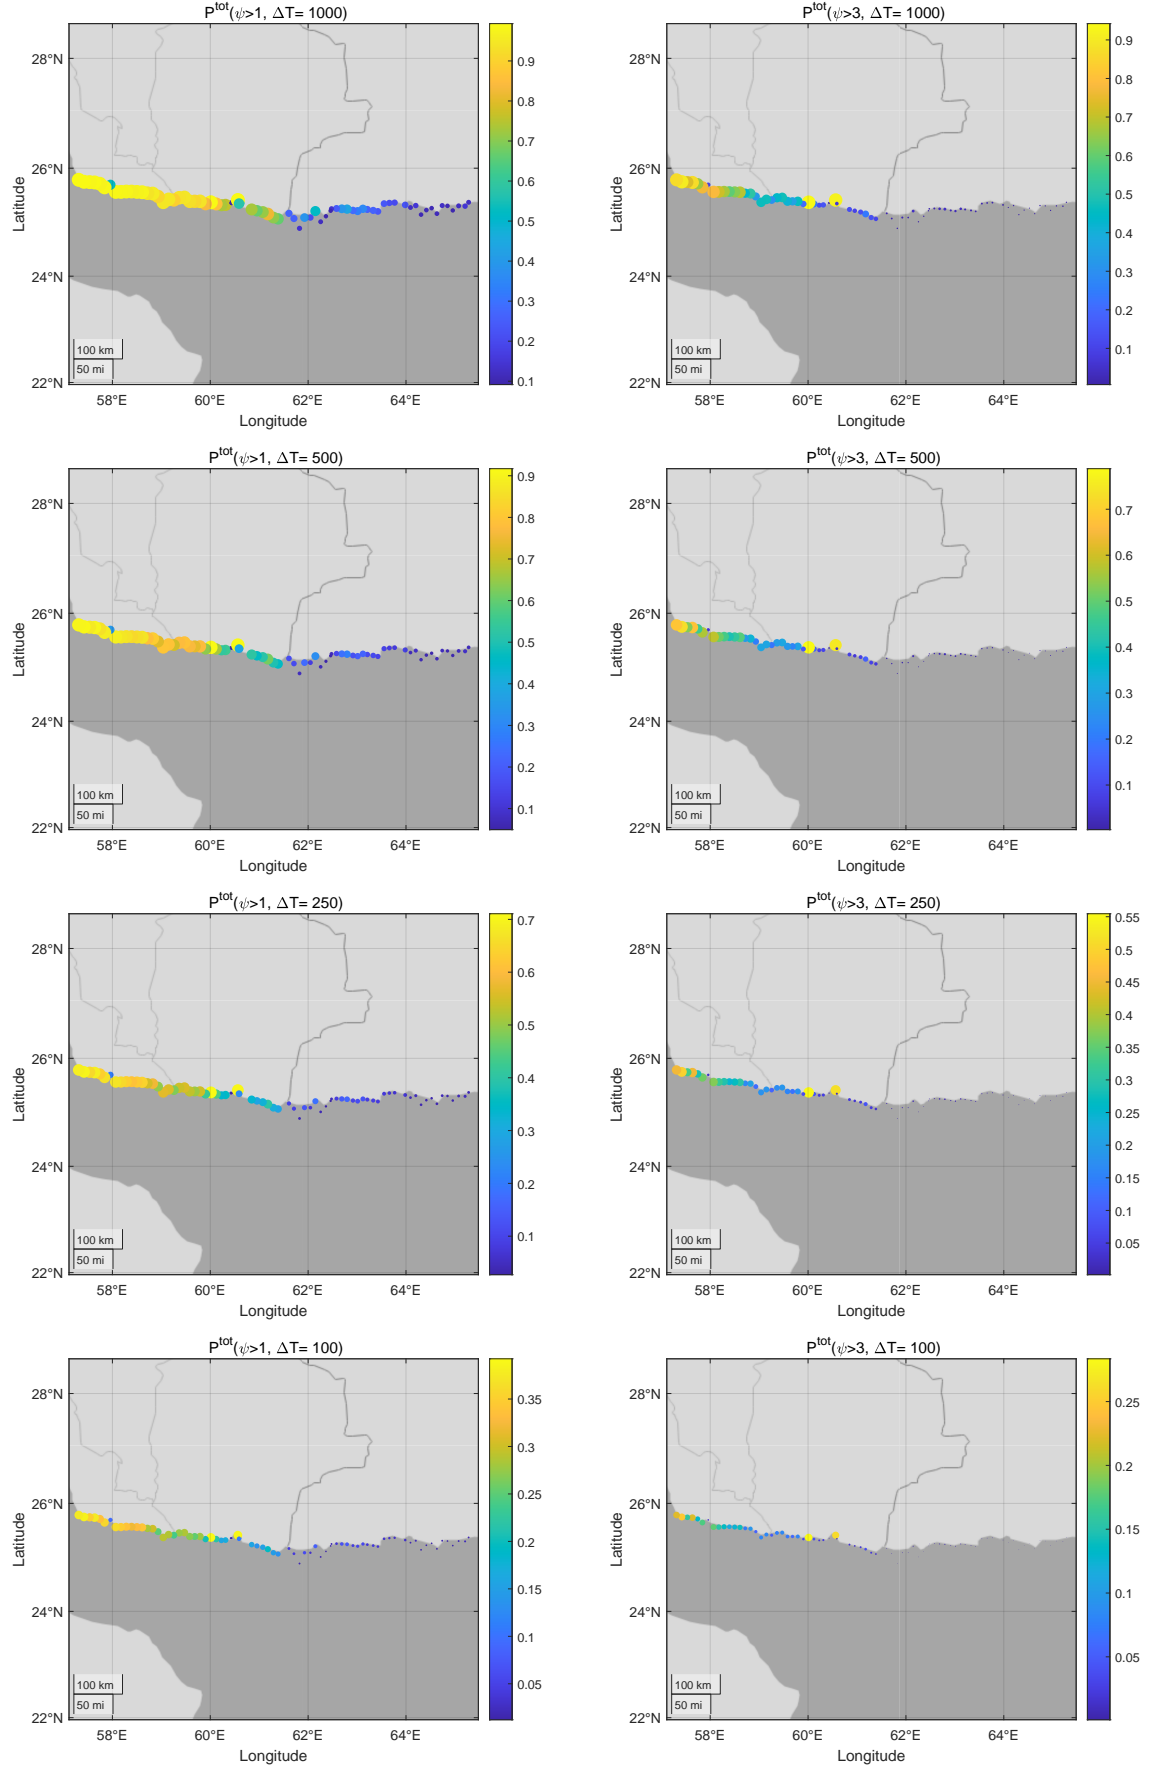 P^tot(ψ>1, ΔT= 1000)
28°N
26°N
24°N
22°N
Latitude
58°E 60°E 62°E 64°E
Longitude
100 km
50 mi
0.9
0.8
0.7
0.6
0.5
0.4
0.3
0.2
0.1
P^tot(ψ>3, ΔT= 1000)
28°N
26°N
24°N
22°N
Latitude
58°E 60°E 62°E 64°E
Longitude
100 km
50 mi
0.9
0.8
0.7
0.6
0.5
0.4
0.3
0.2
0.1
P^tot(ψ>1, ΔT= 500)
28°N
26°N
24°N
22°N
Latitude
58°E 60°E 62°E 64°E
Longitude
100 km
50 mi
0.9
0.8
0.7
0.6
0.5
0.4
0.3
0.2
0.1
P^tot(ψ>3, ΔT= 500)
28°N
26°N
24°N
22°N
Latitude
58°E 60°E 62°E 64°E
Longitude
100 km
50 mi
0.7
0.6
0.5
0.4
0.3
0.2
0.1
P^tot(ψ>1, ΔT= 250)
28°N
26°N
24°N
22°N
Latitude
58°E 60°E 62°E 64°E
Longitude
100 km
50 mi
0.7
0.6
0.5
0.4
0.3
0.2
0.1
P^tot(ψ>3, ΔT= 250)
28°N
26°N
24°N
22°N
Latitude
58°E 60°E 62°E 64°E
Longitude
100 km
50 mi
0.55
0.5
0.45
0.4
0.35
0.3
0.25
0.2
0.15
0.1
0.05
P^tot(ψ>1, ΔT= 100)
28°N
26°N
24°N
22°N
Latitude
58°E 60°E 62°E 64°E
Longitude
100 km
50 mi
0.35
0.3
0.25
0.2
0.15
0.1
0.05
P^tot(ψ>3, ΔT= 100)
28°N
26°N
24°N
22°N
Latitude
58°E 60°E 62°E 64°E
Longitude
100 km
50 mi
0.25
0.2
0.15
0.1
0.05